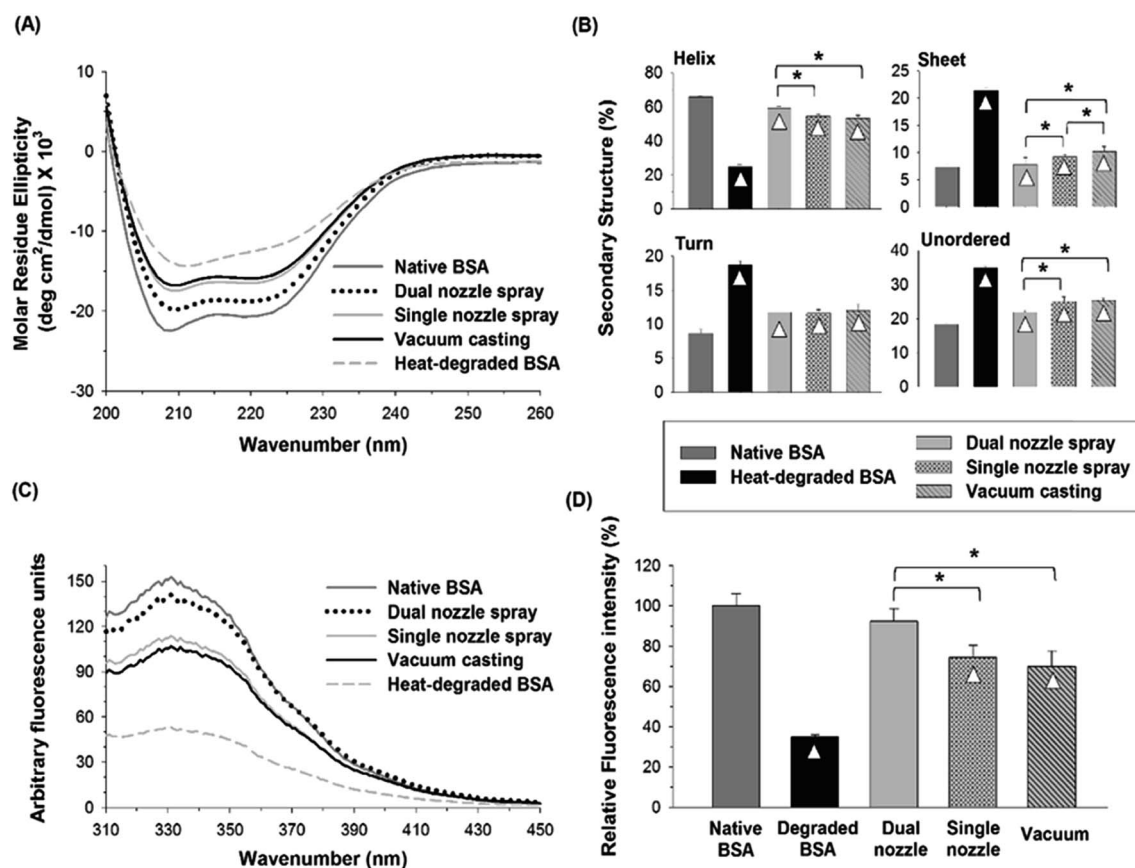 (A)
Molar Residue Ellipticity
(deg cm²/dmol) X 10³
10
0
-10
-20
-30
200 210 220 230 240 250 260
Wavenumber (nm)
Native BSA
Dual nozzle spray
Single nozzle spray
Vacuum casting
Heat-degraded BSA
(B)
Secondary Structure (%)
Helix
80
60
40
20
0
*
*
Sheet
25
20
15
10
5
0
*
*
*
Turn
20
15
10
5
0
Unordered
40
30
20
10
0
*
*
Native BSA
Heat-degraded BSA
Dual nozzle spray
Single nozzle spray
Vacuum casting
(C)
Arbitrary fluorescence units
150
120
90
60
30
0
310 330 350 370 390 410 430 450
Wavenumber (nm)
Native BSA
Dual nozzle spray
Single nozzle spray
Vacuum casting
Heat-degraded BSA
(D)
Relative Fluorescence intensity (%)
120
100
80
60
40
20
0
*
*
Native
BSA
Degraded
BSA
Dual
nozzle
Single
nozzle
Vacuum